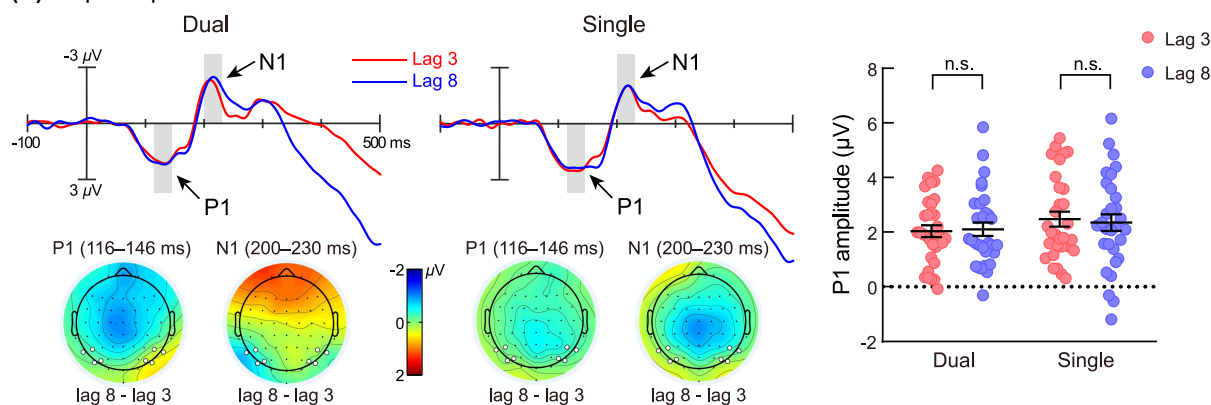 Dual
Single
-3 µV
3 µV
-100
500 ms
N1
P1
Lag 3
Lag 8
N1
P1
P1 (116–146 ms)
N1 (200–230 ms)
P1 (116–146 ms)
N1 (200–230 ms)
-2
µV
0
2
lag 8 - lag 3
lag 8 - lag 3
lag 8 - lag 3
lag 8 - lag 3
Lag 3
Lag 8
n.s.
n.s.
P1 amplitude (µV)
8
6
4
2
0
-2
Dual
Single